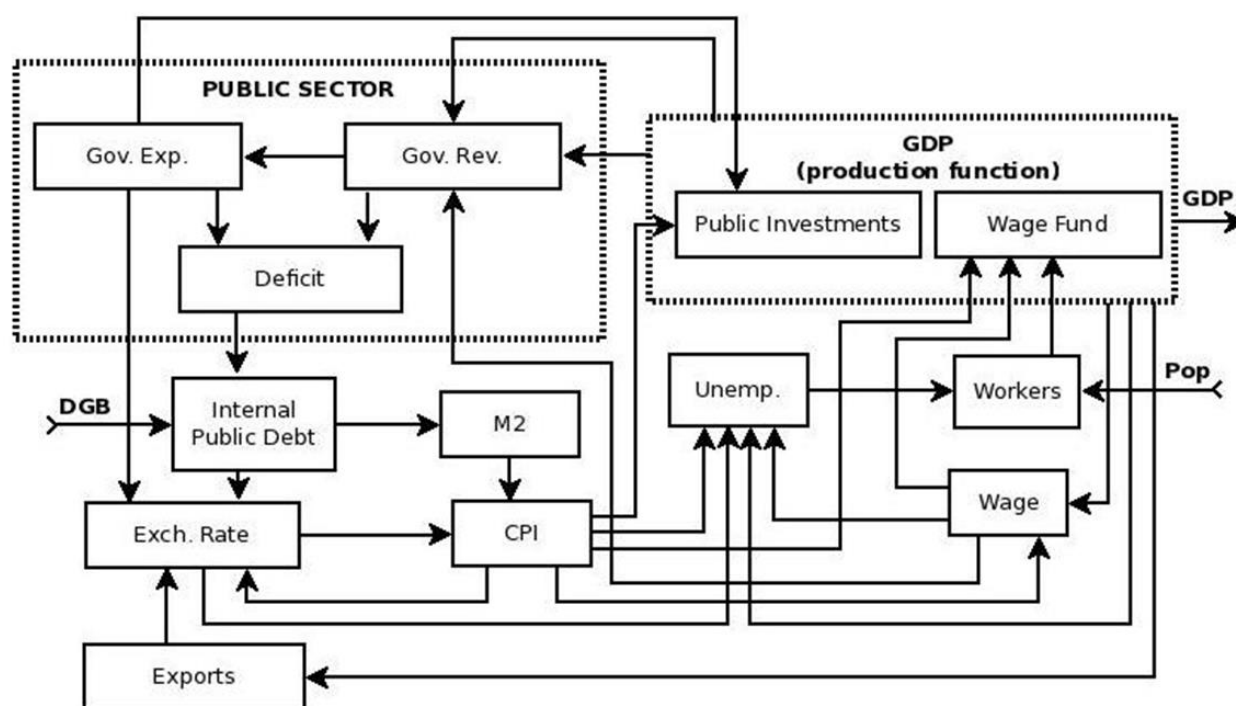 PUBLIC SECTOR
Gov. Exp.
Gov. Rev.
Deficit
GDP
(production function)
Public Investments
Wage Fund
GDP
DGB
Internal
Public Debt
M2
Unemp.
Workers
Pop
Exch. Rate
CPI
Wage
Exports